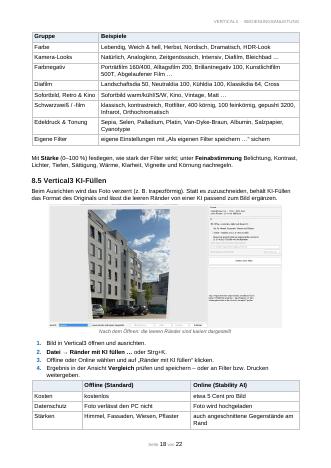 VERTICAL3 – BEDIENUNGSANLEITUNG
Gruppe Beispiele
Farbe Lebendig, Weich & hell, Herbst, Nordisch, Dramatisch, HDR-Look
Kamera-Looks Natürlich, Analogkino, Zeitgenössisch, Intensiv, Diafilm, Abgelaufener Film …
Farbnegativ Porträtfilm 160/400, Alltagsfilm 200, Brillantnegativ 100, Kunstlichtfilm
500T, Abgelaufener Film …
Diafilm Landschaftsdia 50, Neutraldia 100, Kühldia 100, Klassikdia 64, Cross
Sofortbild, Retro & Kino Sofortbild warm/kühl/S/W, Kino, Vintage, Matt …
Schwarzweiß / -film klassisch, kontrastreich, Rotfilter, 400 körnig, 100 feinkörnig, gepusht 3200,
Infrarot, Orthochromatisch
Edeldruck & Tonung Sepia, Selen, Palladium, Platin, Van-Dyke-Braun, Albumin, Salzpapier,
Cyanotype
Eigene Filter eigene Einstellungen mit „Als eigenen Filter speichern …“ sichern
Mit Stärke (0–100 %) festlegen, wie stark der Filter wirkt; unter Feinabstimmung Belichtung, Kontrast,
Lichter, Tiefen, Sättigung, Wärme, Klarheit, Vignette und Körnung nachregeln.
8.5 Vertical3 KI-Füllen
Beim Ausrichten wird das Foto verzerrt (z. B. trapezförmig). Statt es zuzuschneiden, behält KI-Füllen
das Format des Originals und lässt die leeren Ränder von einer KI passend zum Bild ergänzen.
Nach dem Öffnen: die leeren Ränder sind kariert dargestellt
1. Bild in Vertical3 öffnen und ausrichten.
2. Datei → Ränder mit KI füllen … oder Strg+K.
3. Offline oder Online wählen und auf „Ränder mit KI füllen“ klicken.
4. Ergebnis in der Ansicht Vergleich prüfen und speichern – oder an Filter bzw. Drucken
weitergeben.
Offline (Standard) Online (Stability AI)
Kosten kostenlos etwa 5 Cent pro Bild
Datenschutz Foto verlässt den PC nicht Foto wird hochgeladen
Stärken Himmel, Fassaden, Wiesen, Pflaster auch angeschnittene Gegenstände am
Rand
Seite 18 von 22